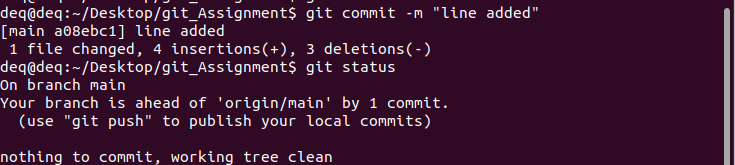 deq@deq:~/Desktop/git_Assignment$ git commit -m "line added"
[main a08ebc1] line added
 1 file changed, 4 insertions(+), 3 deletions(-)
deq@deq:~/Desktop/git_Assignment$ git status
On branch main
Your branch is ahead of 'origin/main' by 1 commit.
  (use "git push" to publish your local commits)

nothing to commit, working tree clean